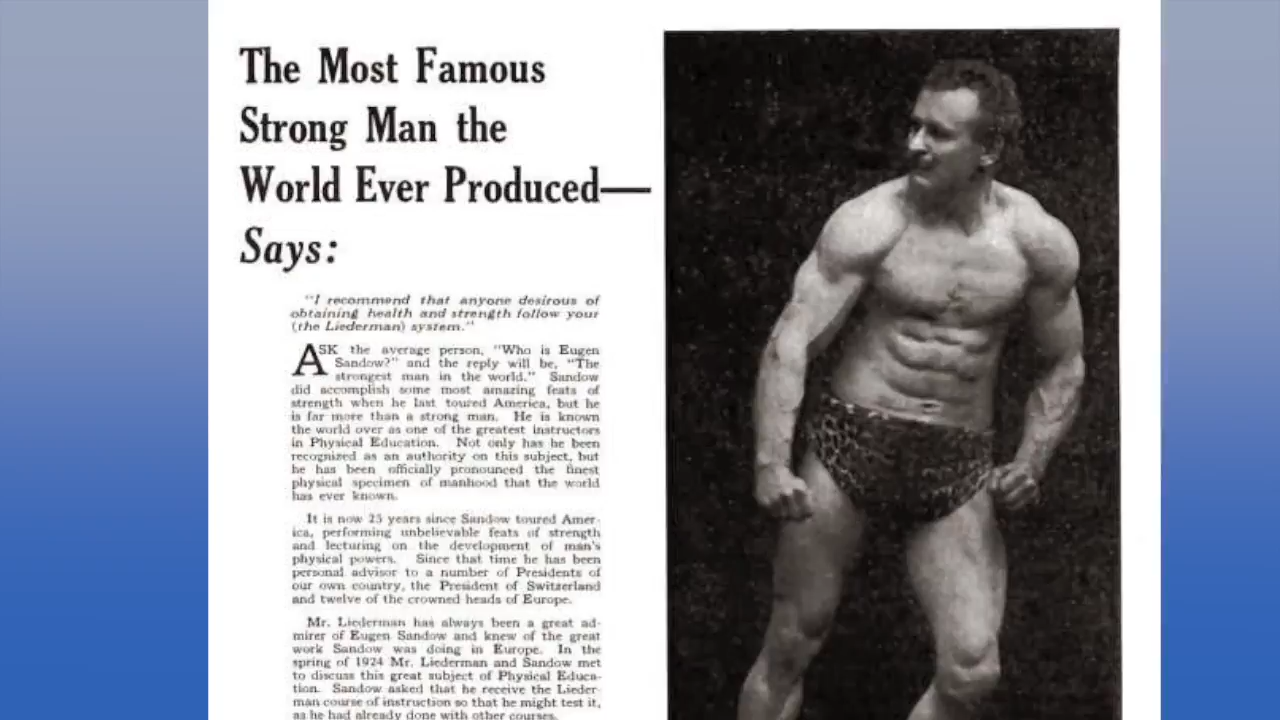 The Most Famous
Strong Man the
World Ever Produced—
Says:
"I recommend that anyone desirous of
obtaining health and strength follow your
(the Liederman) system."
ASK the average person, "Who is Eugen
Sandow?" and the reply will be, "The
strongest man in the world." Sandow
did accomplish some most amazing feats of
strength when he last toured America, but he
is far more than a strong man. He is known
the world over as one of the greatest instructors
in Physical Education. Not only has he been
recognized as an authority on this subject, but
he has been officially pronounced the finest
physical specimen of manhood that the world
has ever known.
It is now 25 years since Sandow toured Amer-
ica, performing unbelievable feats of strength
and lecturing on the development of man's
physical powers. Since that time he has been
personal advisor to a number of Presidents of
our own country, the President of Switzerland
and twelve of the crowned heads of Europe.
Mr. Liederman has always been a great ad-
mirer of Eugen Sandow and knew of the great
work Sandow was doing in Europe. In the
spring of 1924 Mr. Liederman and Sandow met
to discuss this great subject of Physical Educa-
tion. Sandow asked that he receive the Lieder-
man course of instruction so that he might test it,
as he had already done with other courses.